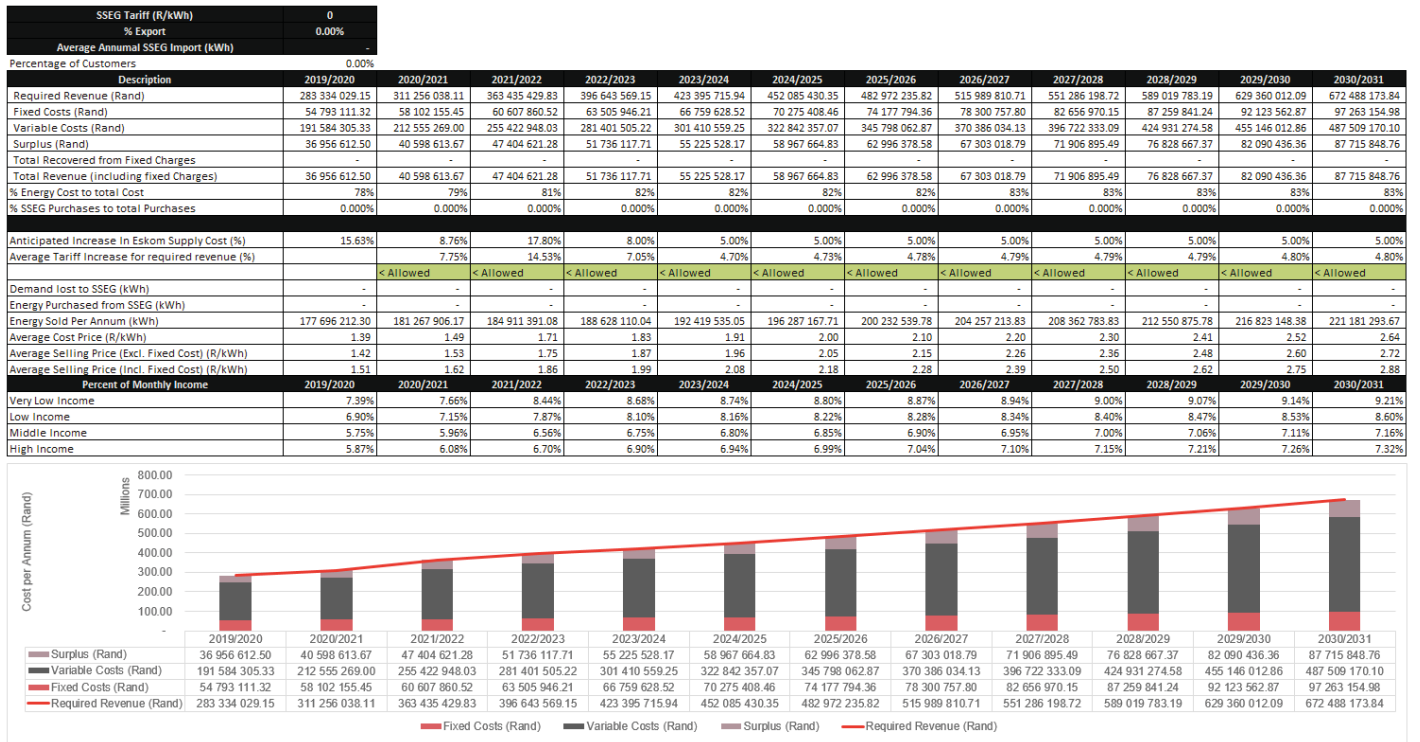 SSEG Tariff (R/kWh) 0
% Export 0.00%
Average Annumal SSEG Import (kWh) -
Percentage of Customers 0.00%
Description 2019/2020 2020/2021 2021/2022 2022/2023 2023/2024 2024/2025 2025/2026 2026/2027 2027/2028 2028/2029 2029/2030 2030/2031
Required Revenue (Rand) 283 334 029.15 311 256 038.11 363 435 429.83 396 643 569.15 423 395 715.94 452 085 430.35 482 972 235.82 515 989 810.71 551 286 198.72 589 019 783.19 629 360 012.09 672 488 173.84
Fixed Costs (Rand) 54 793 111.32 58 102 155.45 60 607 860.52 63 505 946.21 66 759 628.52 70 275 408.46 74 177 794.36 78 300 757.80 82 656 970.15 87 259 841.24 92 123 562.87 97 263 154.98
Variable Costs (Rand) 191 584 305.33 212 555 269.00 255 422 948.03 281 401 505.22 301 410 559.25 322 842 357.07 345 798 062.87 370 386 034.13 396 722 333.09 424 931 274.58 455 146 012.86 487 509 170.10
Surplus (Rand) 36 956 612.50 40 598 613.67 47 404 621.28 51 736 117.71 55 225 528.17 58 967 664.83 62 996 378.58 67 303 018.79 71 906 895.49 76 828 667.37 82 090 436.36 87 715 848.76
Total Recovered from Fixed Charges - - - - - - - - - - - -
Total Revenue (including fixed Charges) 36 956 612.50 40 598 613.67 47 404 621.28 51 736 117.71 55 225 528.17 58 967 664.83 62 996 378.58 67 303 018.79 71 906 895.49 76 828 667.37 82 090 436.36 87 715 848.76
% Energy Cost to total Cost 78% 79% 81% 82% 82% 82% 82% 83% 83% 83% 83% 83%
% SSEG Purchases to total Purchases 0.000% 0.000% 0.000% 0.000% 0.000% 0.000% 0.000% 0.000% 0.000% 0.000% 0.000% 0.000%
Anticipated Increase In Eskom Supply Cost (%) 15.63% 8.76% 17.80% 8.00% 5.00% 5.00% 5.00% 5.00% 5.00% 5.00% 5.00% 5.00%
Average Tariff Increase for required revenue (%) 7.75% 14.53% 7.05% 4.70% 4.73% 4.78% 4.79% 4.79% 4.79% 4.80% 4.80%
< Allowed < Allowed < Allowed < Allowed < Allowed < Allowed < Allowed < Allowed < Allowed < Allowed < Allowed
Demand lost to SSEG (kWh) - - - - - - - - - - - -
Energy Purchased from SSEG (kWh) - - - - - - - - - - - -
Energy Sold Per Annum (kWh) 177 696 212.30 181 267 906.17 184 911 391.08 188 628 110.04 192 419 535.05 196 287 167.71 200 232 539.78 204 257 213.83 208 362 783.83 212 550 875.78 216 823 148.38 221 181 293.67
Average Cost Price (R/kWh) 1.39 1.49 1.71 1.83 1.91 2.00 2.10 2.20 2.30 2.41 2.52 2.64
Average Selling Price (Excl. Fixed Cost) (R/kWh) 1.42 1.53 1.75 1.87 1.96 2.05 2.15 2.26 2.36 2.48 2.60 2.72
Average Selling Price (Incl. Fixed Cost) (R/kWh) 1.51 1.62 1.86 1.99 2.08 2.18 2.28 2.39 2.50 2.62 2.75 2.88
Percent of Monthly Income 2019/2020 2020/2021 2021/2022 2022/2023 2023/2024 2024/2025 2025/2026 2026/2027 2027/2028 2028/2029 2029/2030 2030/2031
Very Low Income 7.39% 7.66% 8.44% 8.68% 8.74% 8.80% 8.87% 8.94% 9.00% 9.07% 9.14% 9.21%
Low Income 6.90% 7.15% 7.87% 8.10% 8.16% 8.22% 8.28% 8.34% 8.40% 8.47% 8.53% 8.60%
Middle Income 5.75% 5.96% 6.56% 6.75% 6.80% 6.85% 6.90% 6.95% 7.00% 7.06% 7.11% 7.16%
High Income 5.87% 6.08% 6.70% 6.90% 6.94% 6.99% 7.04% 7.10% 7.15% 7.21% 7.26% 7.32%
Cost per Annum (Rand)
Millions
800.00
700.00
600.00
500.00
400.00
300.00
200.00
100.00
-
2019/2020 2020/2021 2021/2022 2022/2023 2023/2024 2024/2025 2025/2026 2026/2027 2027/2028 2028/2029 2029/2030 2030/2031
Surplus (Rand) 36 956 612.50 40 598 613.67 47 404 621.28 51 736 117.71 55 225 528.17 58 967 664.83 62 996 378.58 67 303 018.79 71 906 895.49 76 828 667.37 82 090 436.36 87 715 848.76
Variable Costs (Rand) 191 584 305.33 212 555 269.00 255 422 948.03 281 401 505.22 301 410 559.25 322 842 357.07 345 798 062.87 370 386 034.13 396 722 333.09 424 931 274.58 455 146 012.86 487 509 170.10
Fixed Costs (Rand) 54 793 111.32 58 102 155.45 60 607 860.52 63 505 946.21 66 759 628.52 70 275 408.46 74 177 794.36 78 300 757.80 82 656 970.15 87 259 841.24 92 123 562.87 97 263 154.98
Required Revenue (Rand) 283 334 029.15 311 256 038.11 363 435 429.83 396 643 569.15 423 395 715.94 452 085 430.35 482 972 235.82 515 989 810.71 551 286 198.72 589 019 783.19 629 360 012.09 672 488 173.84
Fixed Costs (Rand) Variable Costs (Rand) Surplus (Rand) Required Revenue (Rand)